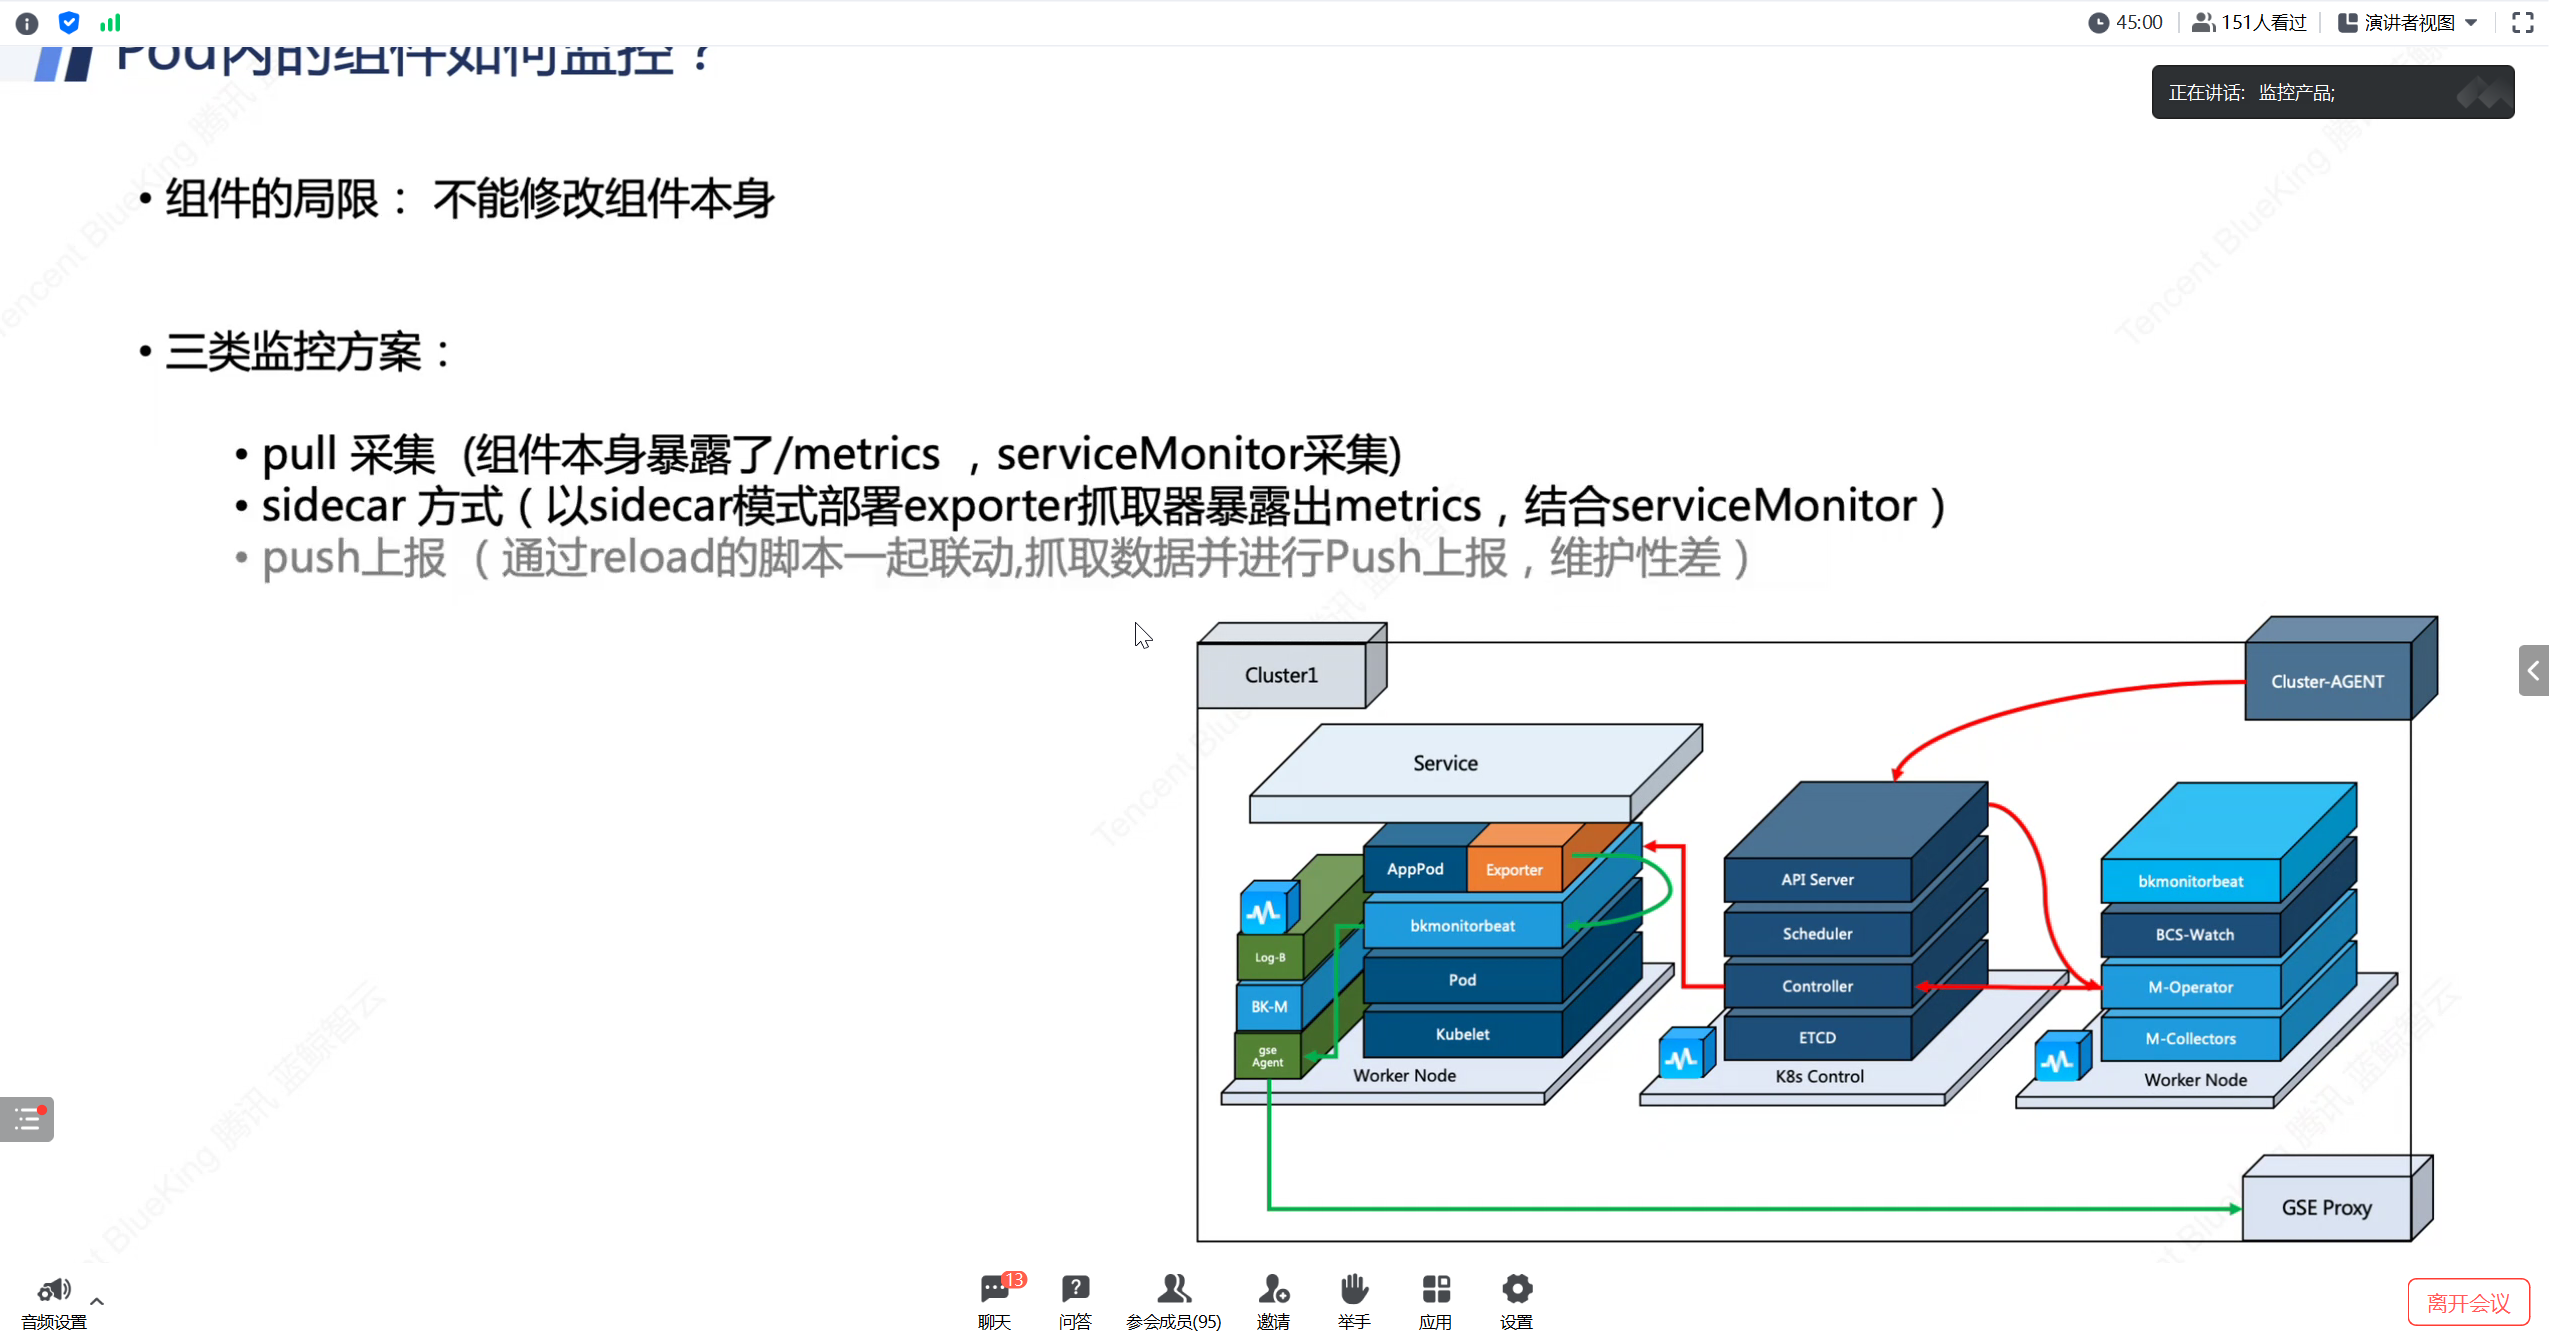 45:00
151人看过
演讲者视图
Pod内的组件如何监控？
正在讲话: 监控产品;
• 组件的局限： 不能修改组件本身
• 三类监控方案：
• pull 采集 (组件本身暴露了/metrics ，serviceMonitor采集)
• sidecar 方式（以sidecar模式部署exporter抓取器暴露出metrics，结合serviceMonitor）
• push上报 （通过reload的脚本一起联动,抓取数据并进行Push上报，维护性差）
Cluster1
Cluster-AGENT
Service
AppPod
Exporter
bkmonitorbeat
Pod
Kubelet
Worker Node
Log-B
BK-M
gse
Agent
API Server
Scheduler
Controller
ETCD
K8s Control
bkmonitorbeat
BCS-Watch
M-Operator
M-Collectors
Worker Node
GSE Proxy
Tencent BlueKing 腾讯 蓝鲸智云
音频设置
13
聊天
问答
参会成员(95)
邀请
举手
应用
设置
离开会议